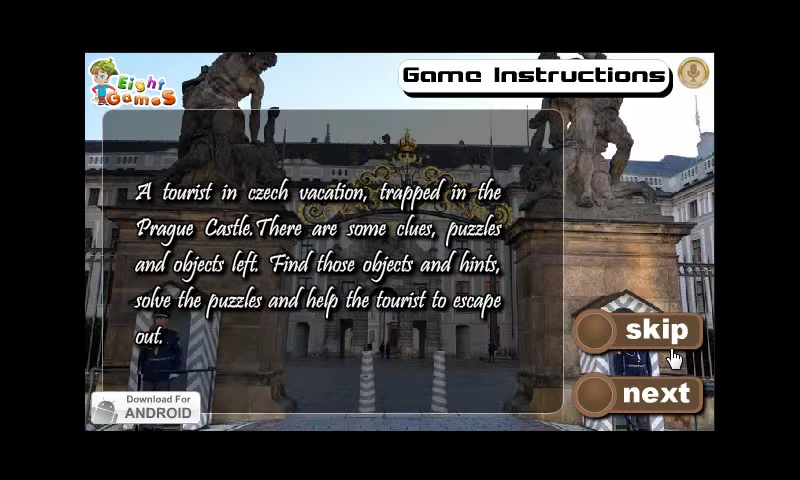 Eight
GameS
Game Instructions
A tourist in czech vacation, trapped in the
Prague Castle.There are some clues, puzzles
and objects left. Find those objects and hints,
solve the puzzles and help the tourist to escape
out.
skip
next
Download For
ANDROID